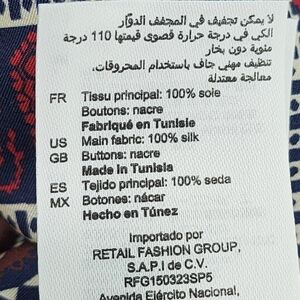 لا يمكن تجفيف في المجفف الدوّار
الكي في درجة حرارة قصوى قيمتها 110 درجة
مئوية دون بخار
تنظيف مهني جاف باستخدام المحروقات.
معالجة معتدلة
FR Tissu principal: 100% soie
Boutons: nacre
Fabriqué en Tunisie
US Main fabric: 100% silk
GB Buttons: nacre
Made in Tunisia
ES Tejido principal: 100% seda
MX Botones: nácar
Hecho en Túnez
Importado por
RETAIL FASHION GROUP,
S.A.P.I de C.V.
RFG150323SP5
Avenida Ejército Nacional,